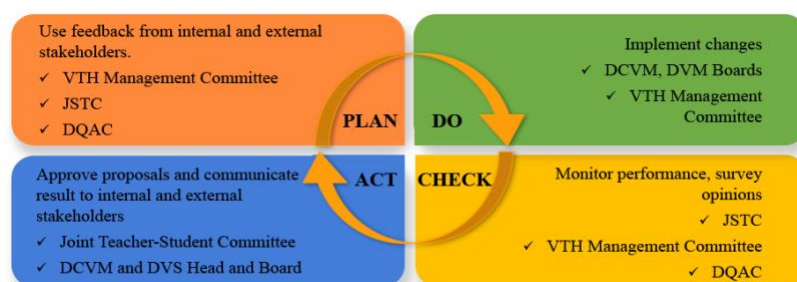 Use feedback from internal and external
stakeholders.
✓ VTH Management Committee
✓ JSTC
✓ DQAC
PLAN
Implement changes
✓ DCVM, DVM Boards
✓ VTH Management
Committee
DO
Approve proposals and communicate
result to internal and external
stakeholders
✓ Joint Teacher-Student Committee
✓ DCVM and DVS Head and Board
ACT
CHECK
Monitor performance, survey
opinions
✓ JSTC
✓ VTH Management Committee
✓ DQAC